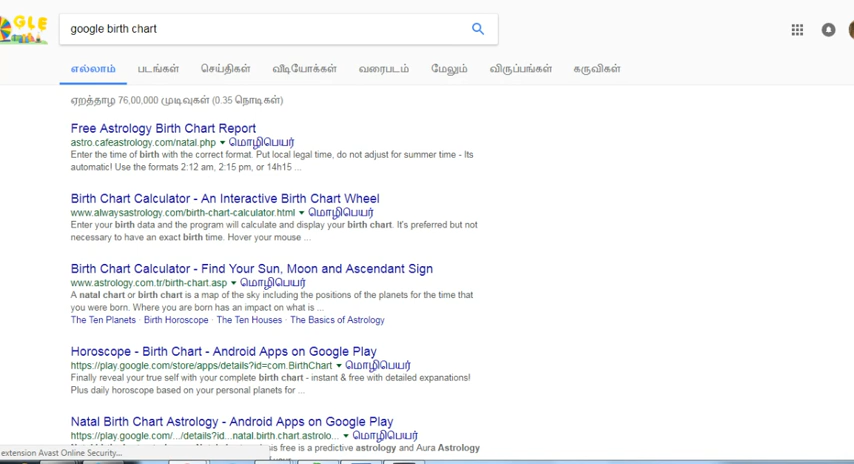 GLE
google birth chart
எல்லாம் படங்கள் செய்திகள் வீடியோக்கள் வரைபடம் மேலும் விருப்பங்கள் கருவிகள்
ஏறத்தாழ 76,00,000 முடிவுகள் (0.35 நொடிகள்)
Free Astrology Birth Chart Report
astro.cafeastrology.com/natal.php மொழிபெயர்
Enter the time of birth with the correct format. Put local legal time, do not adjust for summer time - Its
automatic! Use the formats 2:12 am, 2:15 pm, or 14h15 ...
Birth Chart Calculator - An Interactive Birth Chart Wheel
www.alwaysastrology.com/birth-chart-calculator.html மொழிபெயர்
Enter your birth data and the program will calculate and display your birth chart. It's preferred but not
necessary to have an exact birth time. Hover your mouse ...
Birth Chart Calculator - Find Your Sun, Moon and Ascendant Sign
www.astrology.com.tr/birth-chart.asp மொழிபெயர்
A natal chart or birth chart is a map of the sky including the positions of the planets for the time that
you were born. Where you are born has an impact on what is ...
The Ten Planets · Birth Horoscope · The Ten Houses · The Basics of Astrology
Horoscope - Birth Chart - Android Apps on Google Play
https://play.google.com/store/apps/details?id=com.BirthChart மொழிபெயர்
Finally reveal your true self with your complete birth chart - instant & free with detailed expanations!
Plus daily horoscope based on your personal planets for ...
Natal Birth Chart Astrology - Android Apps on Google Play
https://play.google.com/.../details?id...natal.birth.chart.astrolo... மொழிபெயர்
free is a predictive astrology and Aura Astrology
extension Avast Online Security...